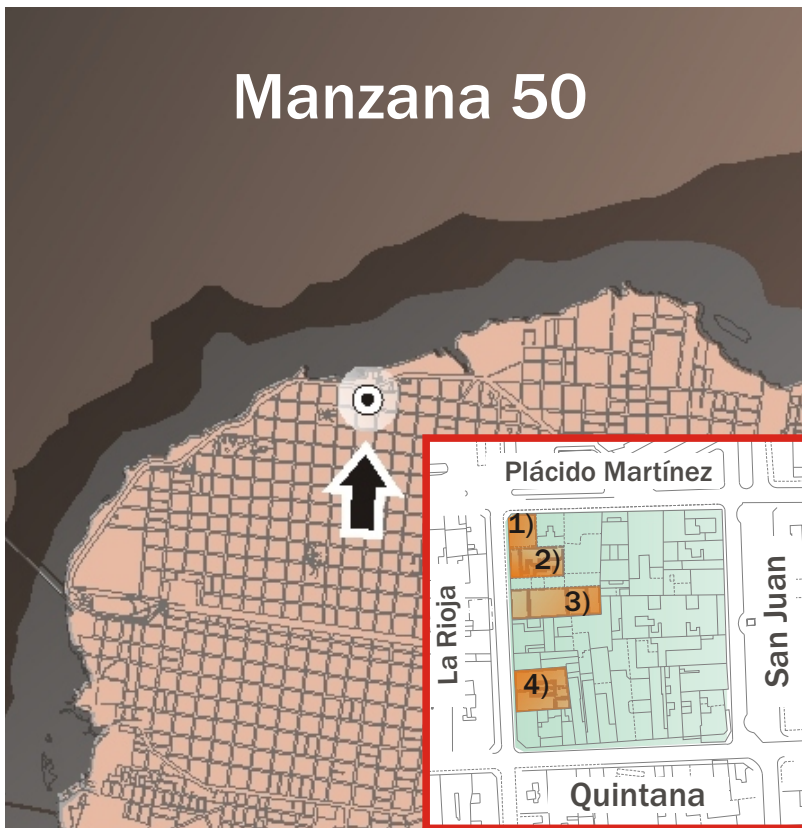 Manzana 50
Plácido Martínez
1)
2)
3)
4)
La Rioja
San Juan
Quintana